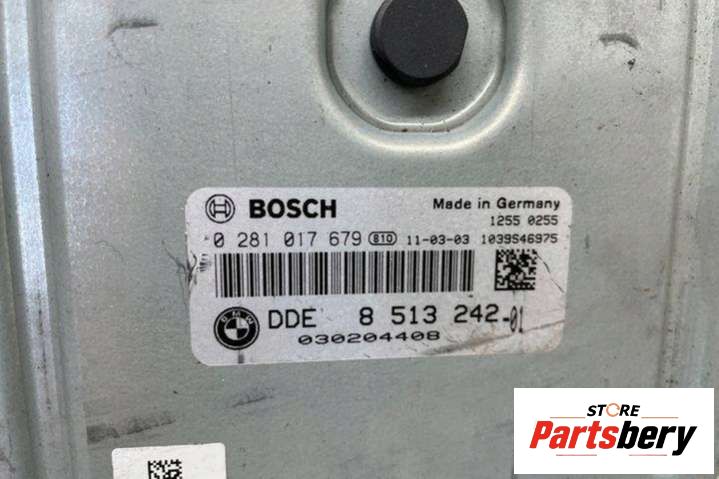 BOSCH
Made in Germany
1255 0255
0 281 017 679 810 11-03-03 1039S46975
BMW
DDE 8 513 242-01
030204408
STORE
Partsbery